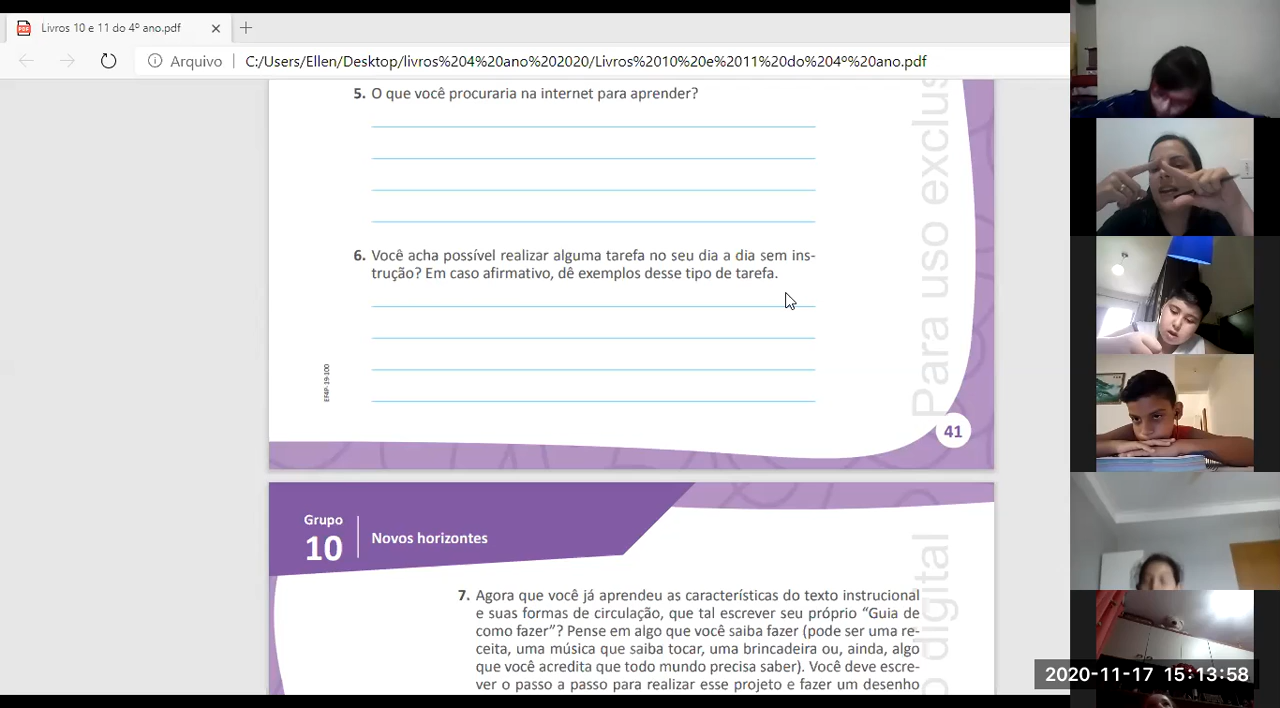 Livros 10 e 11 do 4º ano.pdf
Arquivo
C:/Users/Ellen/Desktop/livros%204%20ano%202020/Livros%2010%20e%2011%20do%204º%20ano.pdf
5. O que você procuraria na internet para aprender?
6. Você acha possível realizar alguma tarefa no seu dia a dia sem ins-
trução? Em caso afirmativo, dê exemplos desse tipo de tarefa.
EF4P-19-100
Para uso exclus
41
Grupo
10
Novos horizontes
7. Agora que você já aprendeu as características do texto instrucional
e suas formas de circulação, que tal escrever seu próprio “Guia de
como fazer”? Pense em algo que você saiba fazer (pode ser uma re-
ceita, uma música que saiba tocar, uma brincadeira ou, ainda, algo
que você acredita que todo mundo precisa saber). Você deve escre-
ver o passo a passo para realizar esse projeto e fazer um desenho
o digital
2020-11-17 15:13:58